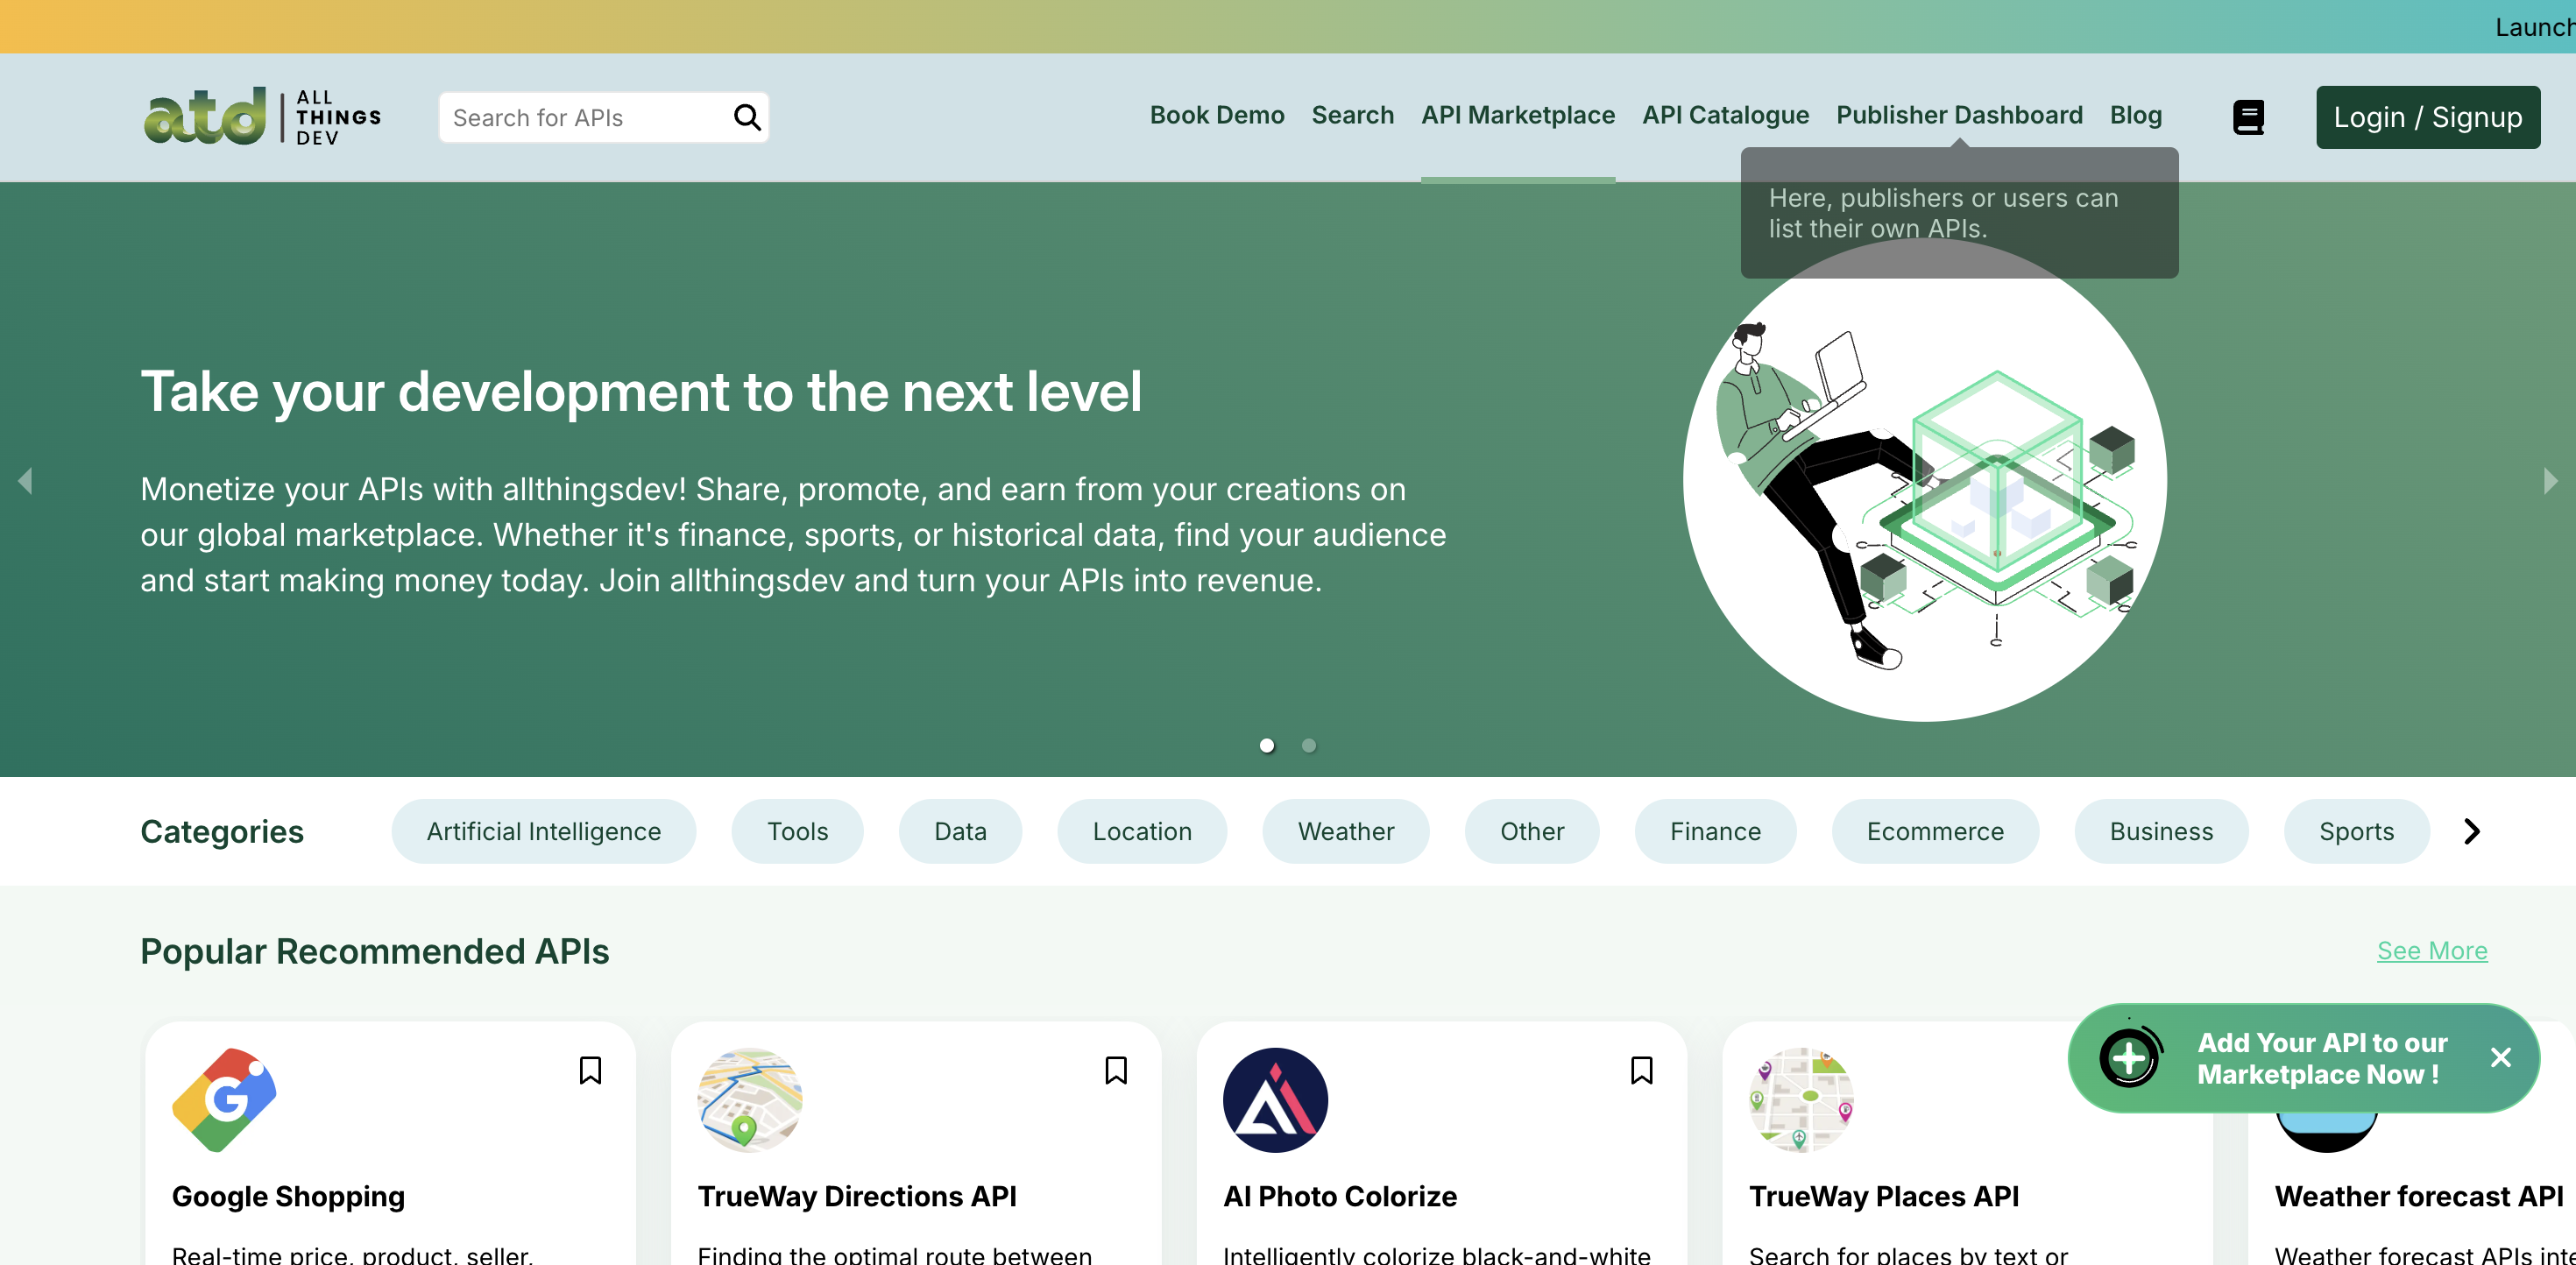 Launch
atd
ALL
THINGS
DEV
Search for APIs
Book Demo
Search
API Marketplace
API Catalogue
Publisher Dashboard
Blog
Login / Signup
Here, publishers or users can
list their own APIs.
Take your development to the next level
Monetize your APIs with allthingsdev! Share, promote, and earn from your creations on
our global marketplace. Whether it's finance, sports, or historical data, find your audience
and start making money today. Join allthingsdev and turn your APIs into revenue.
Categories
Artificial Intelligence
Tools
Data
Location
Weather
Other
Finance
Ecommerce
Business
Sports
Popular Recommended APIs
See More
Add Your API to our
Marketplace Now !
G
Google Shopping
Real-time price, product, seller,
TrueWay Directions API
Finding the optimal route between
AI Photo Colorize
Intelligently colorize black-and-white
TrueWay Places API
Search for places by text or
Weather forecast API
Weather forecast APIs inte